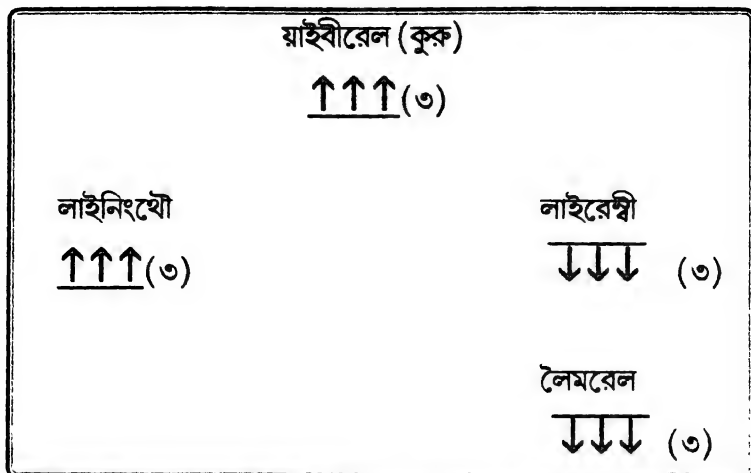 য়াইবীরেল (কুরু)
↑↑↑(৩)
লাইনিংথৌ লাইরেম্বী
↑↑↑(৩) ↓↓↓ (৩)
লৈমরেল
↓↓↓ (৩)